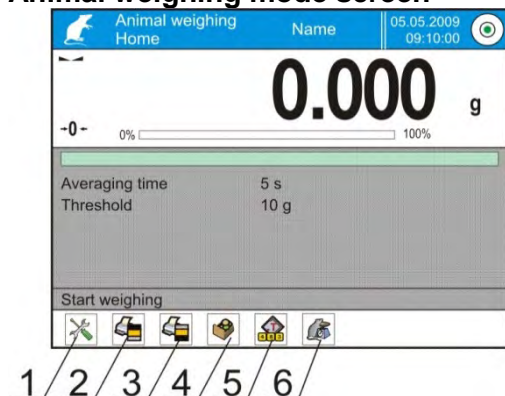 Animal weighing mode screen
Animal weighing
Home
Name
05.05.2009
09:10:00
0.000 g
→0←
0% 100%
Averaging time 5 s
Threshold 10 g
Start weighing
T
1 2 3 4 5 6